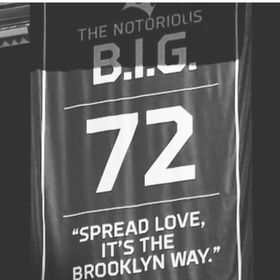 THE NOTORIOUS
B.I.G.
72
“SPREAD LOVE,
IT’S THE
BROOKLYN WAY.”